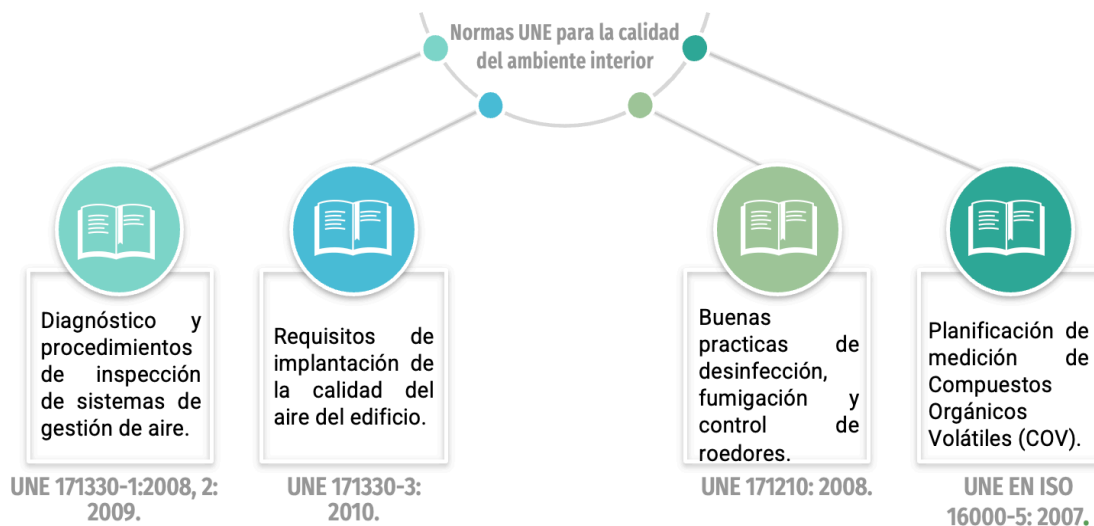 Normas UNE para la calidad
del ambiente interior
Diagnóstico y
procedimientos
de inspección
de sistemas de
gestión de aire.
UNE 171330-1:2008, 2:
2009.
Requisitos de
implantación de
la calidad del
aire del edificio.
UNE 171330-3:
2010.
Buenas
practicas de
desinfección,
fumigación y
control de
roedores.
UNE 171210: 2008.
Planificación de
medición de
Compuestos
Orgánicos
Volátiles (COV).
UNE EN ISO
16000-5: 2007.